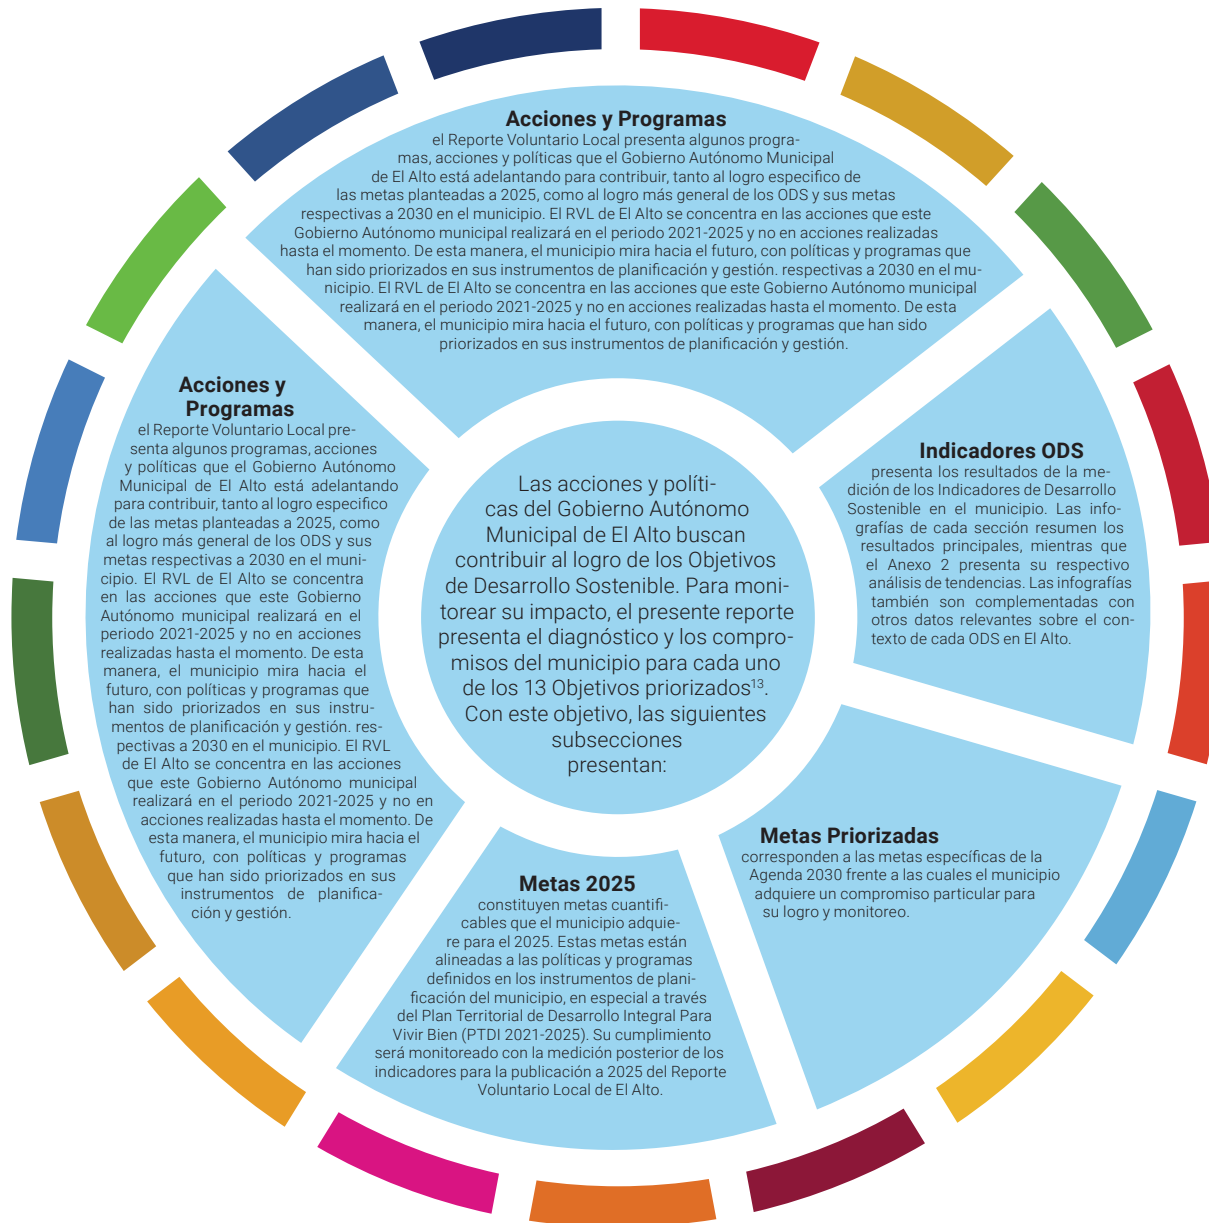 Acciones y Programas
el Reporte Voluntario Local presenta algunos progra-
mas, acciones y políticas que el Gobierno Autónomo Municipal
de El Alto está adelantando para contribuir, tanto al logro especifico de
las metas planteadas a 2025, como al logro más general de los ODS y sus metas
respectivas a 2030 en el municipio. El RVL de El Alto se concentra en las acciones que este
Gobierno Autónomo municipal realizará en el periodo 2021-2025 y no en acciones realizadas
hasta el momento. De esta manera, el municipio mira hacia el futuro, con políticas y programas que
han sido priorizados en sus instrumentos de planificación y gestión. respectivas a 2030 en el mu-
nicipio. El RVL de El Alto se concentra en las acciones que este Gobierno Autónomo municipal
realizará en el periodo 2021-2025 y no en acciones realizadas hasta el momento. De esta
manera, el municipio mira hacia el futuro, con políticas y programas que han sido
priorizados en sus instrumentos de planificación y gestión.
Acciones y
Programas
el Reporte Voluntario Local pre-
senta algunos programas, acciones
y políticas que el Gobierno Autónomo
Municipal de El Alto está adelantando
para contribuir, tanto al logro especifico
de las metas planteadas a 2025, como
al logro más general de los ODS y sus
metas respectivas a 2030 en el muni-
cipio. El RVL de El Alto se concentra
en las acciones que este Gobierno
Autónomo municipal realizará en el
periodo 2021-2025 y no en acciones
realizadas hasta el momento. De esta
manera, el municipio mira hacia el
futuro, con políticas y programas que
han sido priorizados en sus instru-
mentos de planificación y gestión. res-
pectivas a 2030 en el municipio. El RVL
de El Alto se concentra en las acciones
que este Gobierno Autónomo municipal
realizará en el periodo 2021-2025 y no en
acciones realizadas hasta el momento. De
esta manera, el municipio mira hacia el
futuro, con políticas y programas
que han sido priorizados en sus
instrumentos de planifica-
ción y gestión.
Las acciones y políti-
cas del Gobierno Autónomo
Municipal de El Alto buscan
contribuir al logro de los Objetivos
de Desarrollo Sostenible. Para moni-
torear su impacto, el presente reporte
presenta el diagnóstico y los compro-
misos del municipio para cada uno
de los 13 Objetivos priorizados¹³.
Con este objetivo, las siguientes
subsecciones
presentan:
Indicadores ODS
presenta los resultados de la me-
dición de los Indicadores de Desarrollo
Sostenible en el municipio. Las info-
grafías de cada sección resumen los
resultados principales, mientras que
el Anexo 2 presenta su respectivo
análisis de tendencias. Las infografías
también son complementadas con
otros datos relevantes sobre el con-
texto de cada ODS en El Alto.
Metas Priorizadas
corresponden a las metas específicas de la
Agenda 2030 frente a las cuales el municipio
adquiere un compromiso particular para
su logro y monitoreo.
Metas 2025
constituyen metas cuantifi-
cables que el municipio adquie-
re para el 2025. Estas metas están
alineadas a las políticas y programas
definidos en los instrumentos de plani-
ficación del municipio, en especial a través
del Plan Territorial de Desarrollo Integral Para
Vivir Bien (PTDI 2021-2025). Su cumplimiento
será monitoreado con la medición posterior de los
indicadores para la publicación a 2025 del Reporte
Voluntario Local de El Alto.